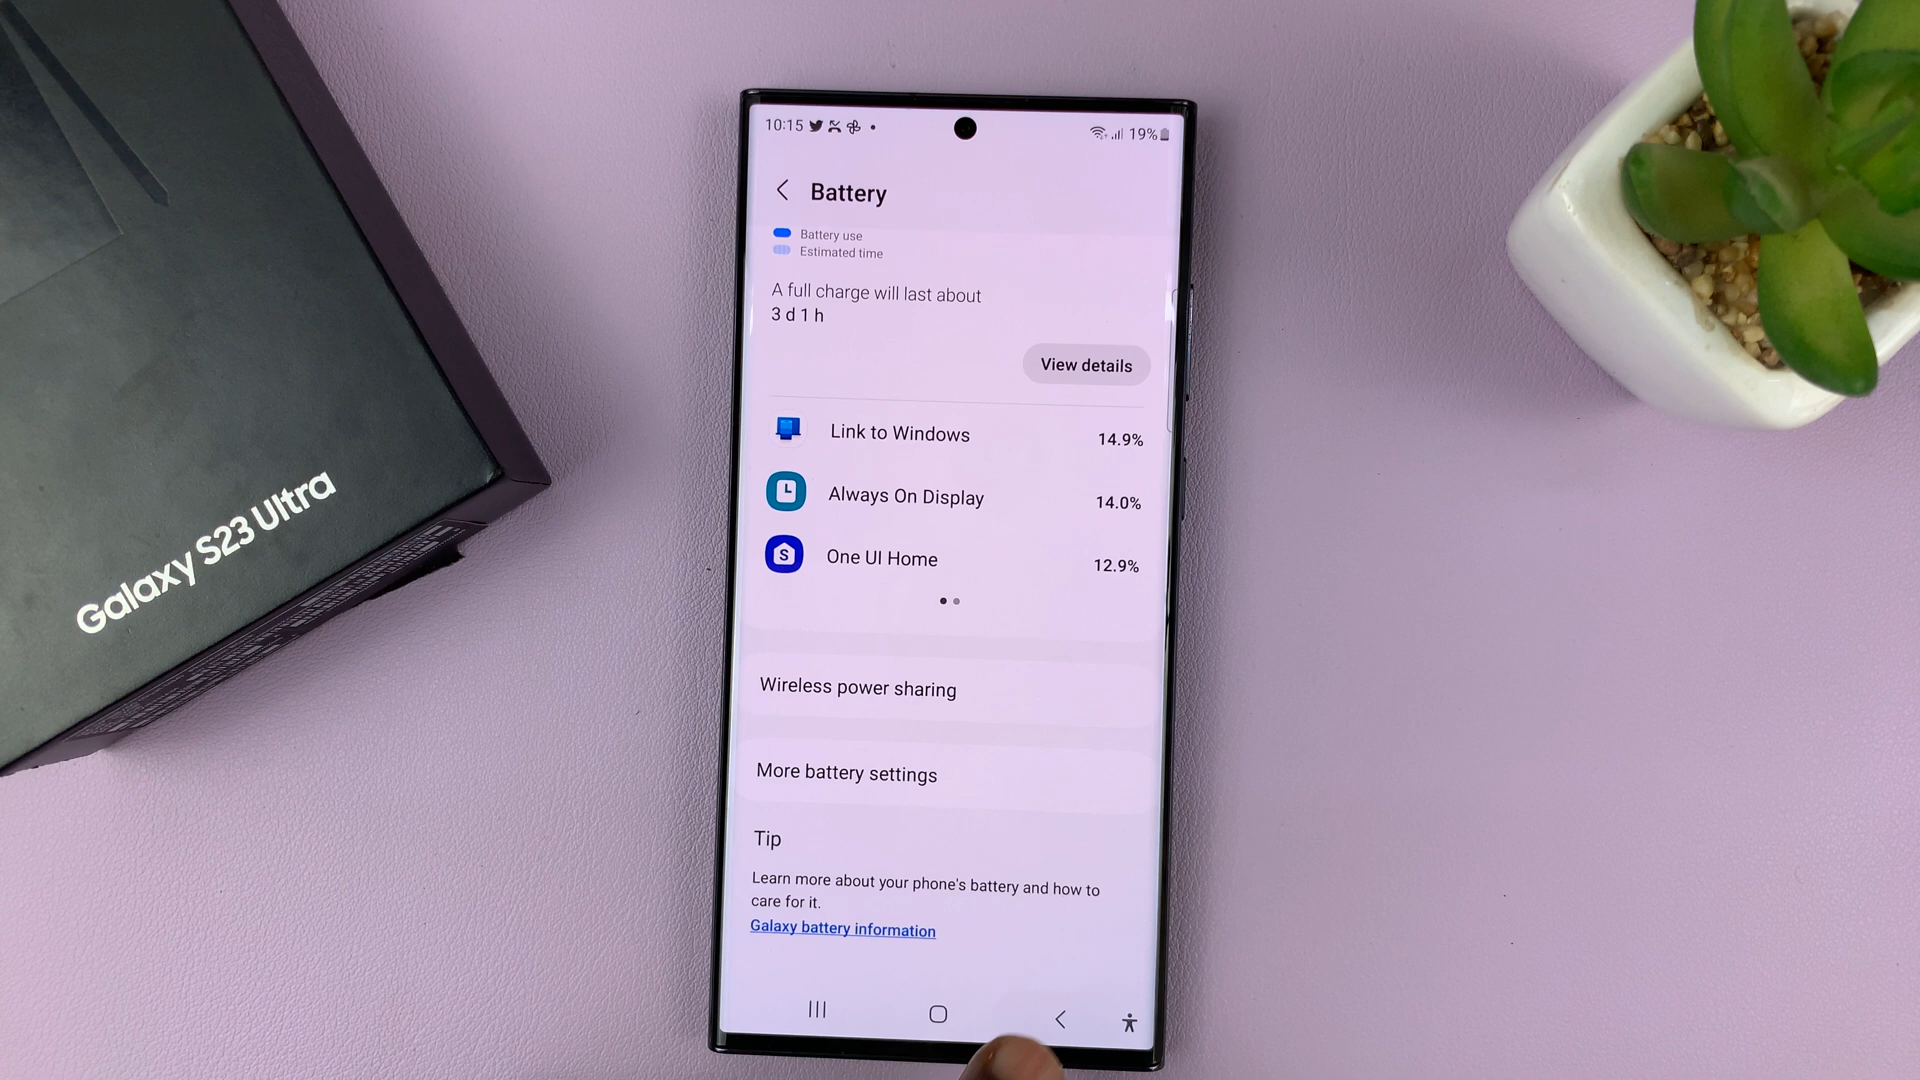 Galaxy S23 Ultra
10:15
19%
Battery
Battery use
Estimated time
A full charge will last about
3 d 1 h
View details
Link to Windows 14.9%
Always On Display 14.0%
One UI Home 12.9%
Wireless power sharing
More battery settings
Tip
Learn more about your phone's battery and how to
care for it.
Galaxy battery information